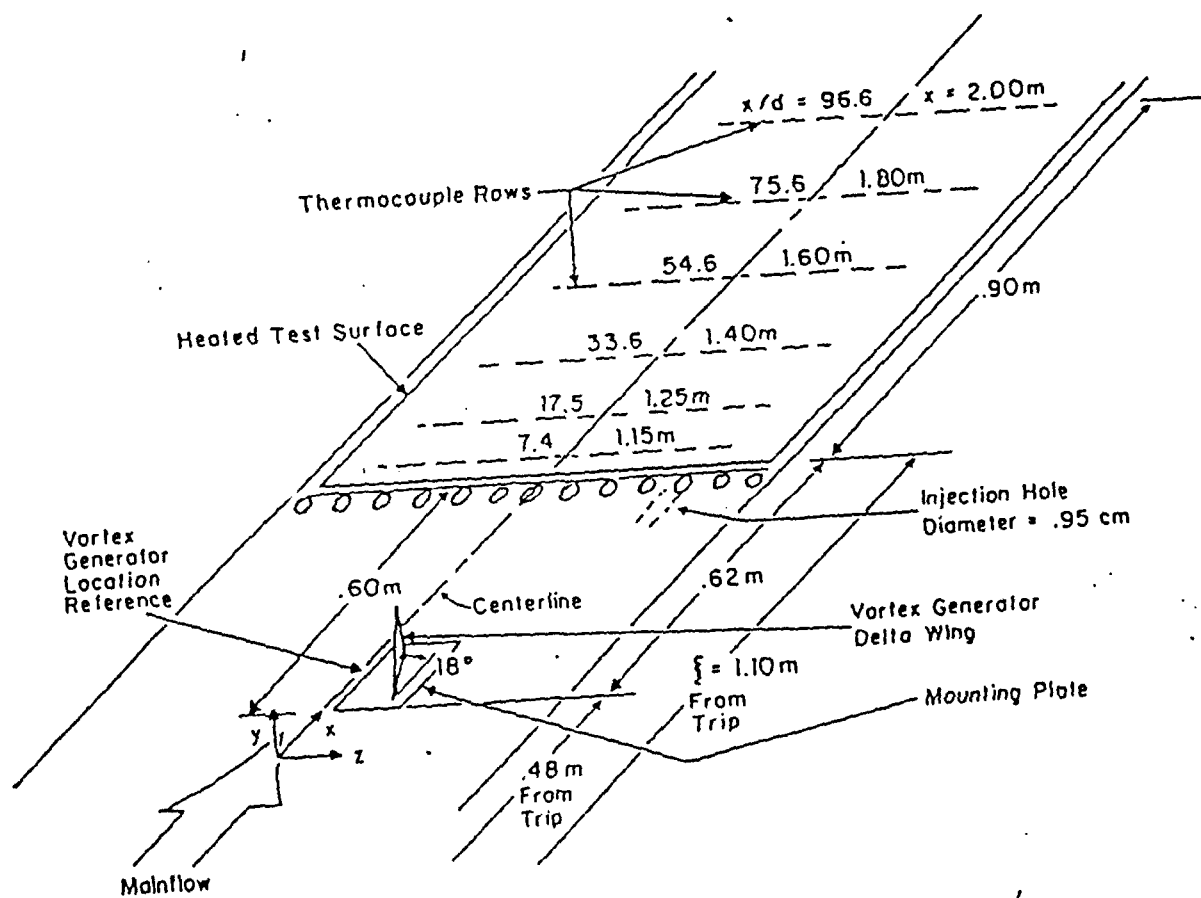 x/d = 96.6 x = 2.00m
Thermocouple Rows
75.6 1.80m
54.6 1.60m
.90m
Heated Test Surface
33.6 1.40m
17.5 1.25m
7.4 1.15m
Injection Hole
Diameter = .95 cm
Vortex
Generator
Location
Reference
.60m
.62m
Centerline
Vortex Generator
Delta Wing
18°
ξ = 1.10m
From
Trip
Mounting Plate
y
x
z
.48m
From
Trip
Mainflow